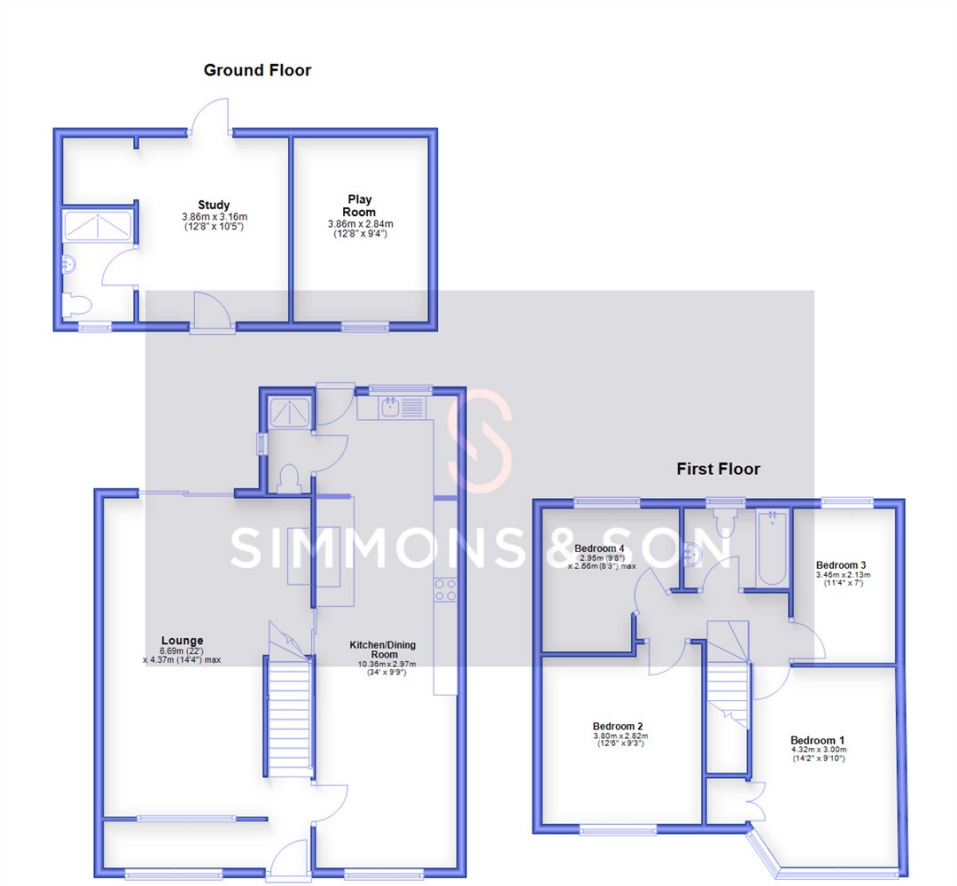 Ground Floor
Study
3.86m x 3.16m
(12'8" x 10'5")
Play
Room
3.86m x 2.84m
(12'8" x 9'4")
First Floor
SIMMONS & SON
Bedroom 4
2.95m (9'8")
x 2.66m (8'9") max
Bedroom 3
3.46m x 2.13m
(11'4" x 7')
Lounge
6.69m (22')
x 4.37m (14'4") max
Kitchen/Dining
Room
10.36m x 2.97m
(34' x 9'9")
Bedroom 2
3.80m x 2.82m
(12'6" x 9'3")
Bedroom 1
4.32m x 3.00m
(14'2" x 9'10")